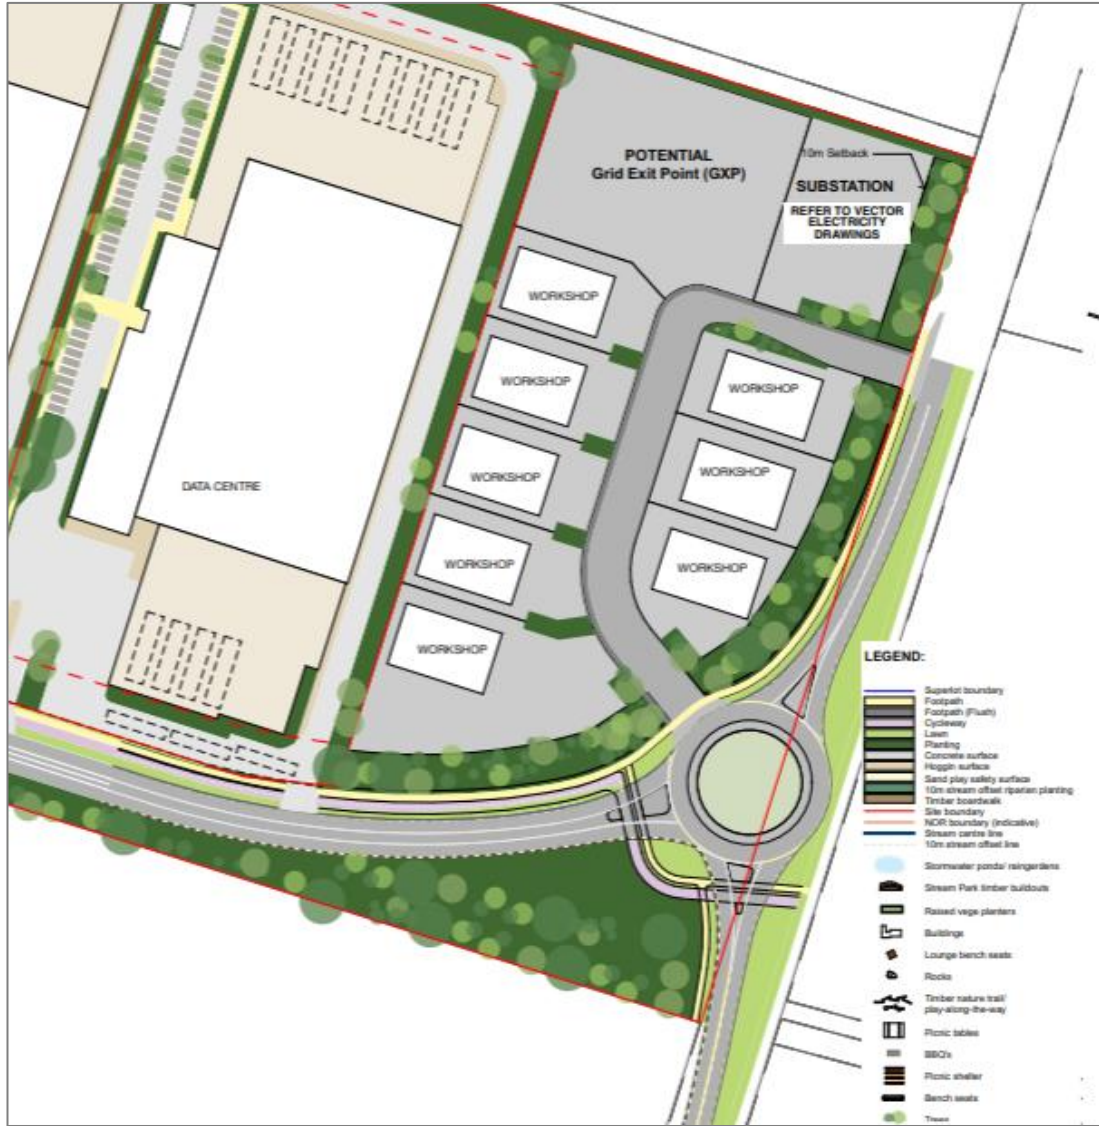 POTENTIAL
Grid Exit Point (GXP)
10m Setback
SUBSTATION
REFER TO VECTOR
ELECTRICITY
DRAWINGS
WORKSHOP
WORKSHOP
WORKSHOP
WORKSHOP
WORKSHOP
WORKSHOP
WORKSHOP
WORKSHOP
DATA CENTRE
LEGEND:
Superlot boundary
Footpath
Footpath (Flush)
Cycleway
Lawn
Planting
Concrete surface
Hoggin surface
Sand play safety surface
10m stream offset riparian planting
Timber boardwalk
Site boundary
NOR boundary (indicative)
Stream centre line
10m stream offset line
Stormwater ponds/ raingardens
Stream Park timber buildouts
Raised vege planters
Buildings
Lounge bench seats
Rocks
Timber nature trail/
play-along-the-way
Picnic tables
BBQ's
Picnic shelter
Bench seats
Trees